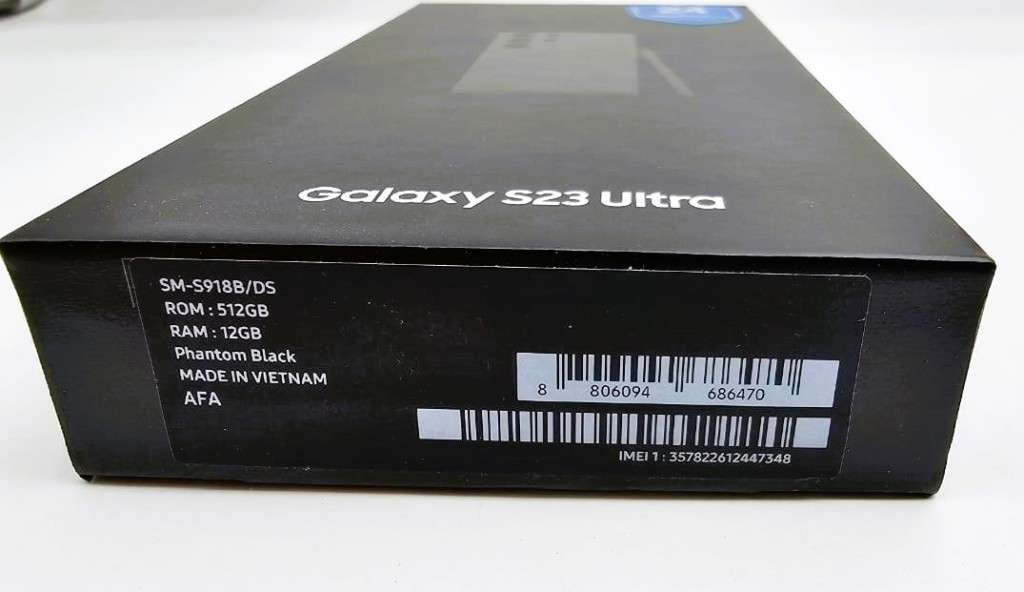 Galaxy S23 Ultra
SM-S918B/DS
ROM : 512GB
RAM : 12GB
Phantom Black
MADE IN VIETNAM
AFA
8 806094 686470
IMEI 1 : 357822612447348